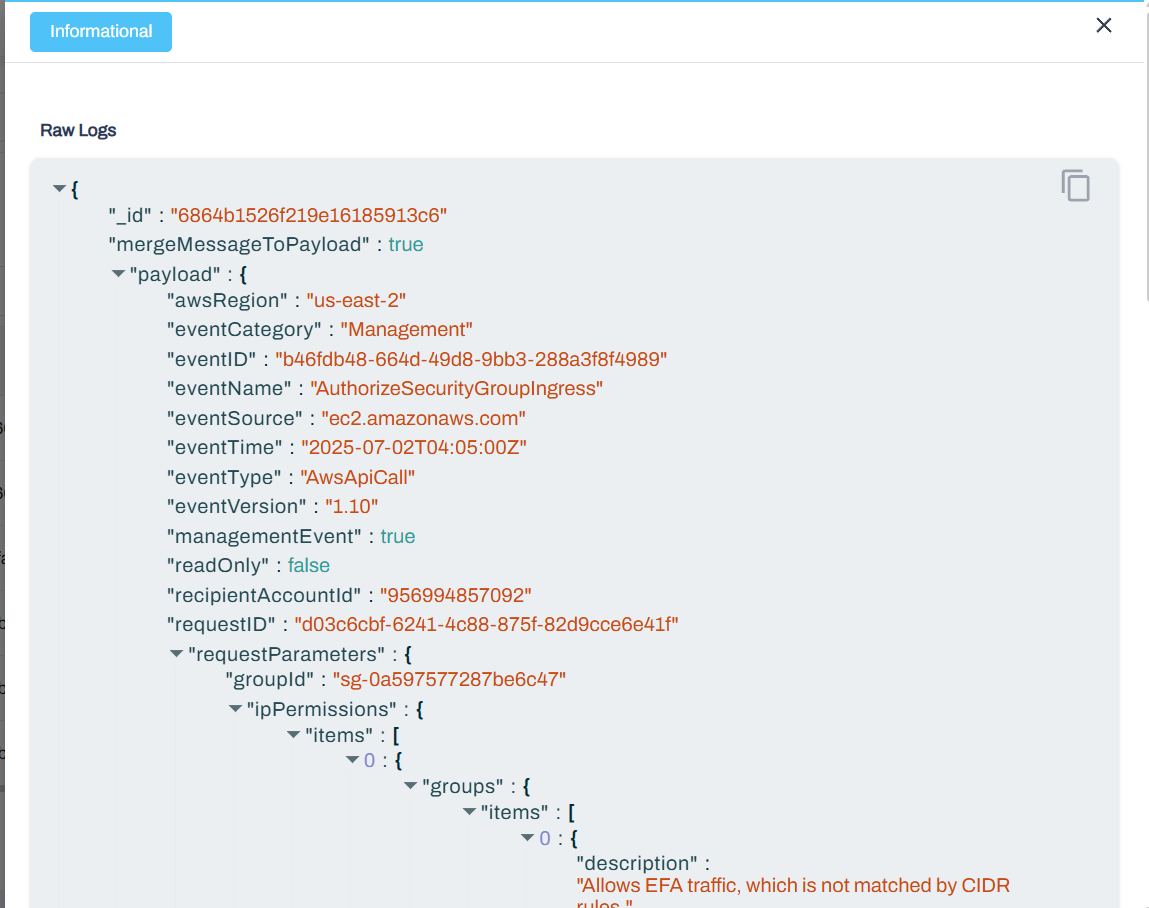 Informational
Raw Logs
{
"_id" : "6864b1526f219e16185913c6"
"mergeMessageToPayload" : true
"payload" : {
"awsRegion" : "us-east-2"
"eventCategory" : "Management"
"eventID" : "b46fdb48-664d-49d8-9bb3-288a3f8f4989"
"eventName" : "AuthorizeSecurityGroupIngress"
"eventSource" : "ec2.amazonaws.com"
"eventTime" : "2025-07-02T04:05:00Z"
"eventType" : "AwsApiCall"
"eventVersion" : "1.10"
"managementEvent" : true
"readOnly" : false
"recipientAccountId" : "956994857092"
"requestID" : "d03c6cbf-6241-4c88-875f-82d9cce6e41f"
"requestParameters" : {
"groupId" : "sg-0a597577287be6c47"
"ipPermissions" : {
"items" : [
0 : {
"groups" : {
"items" : [
0 : {
"description" :
"Allows EFA traffic, which is not matched by CIDR
rules."